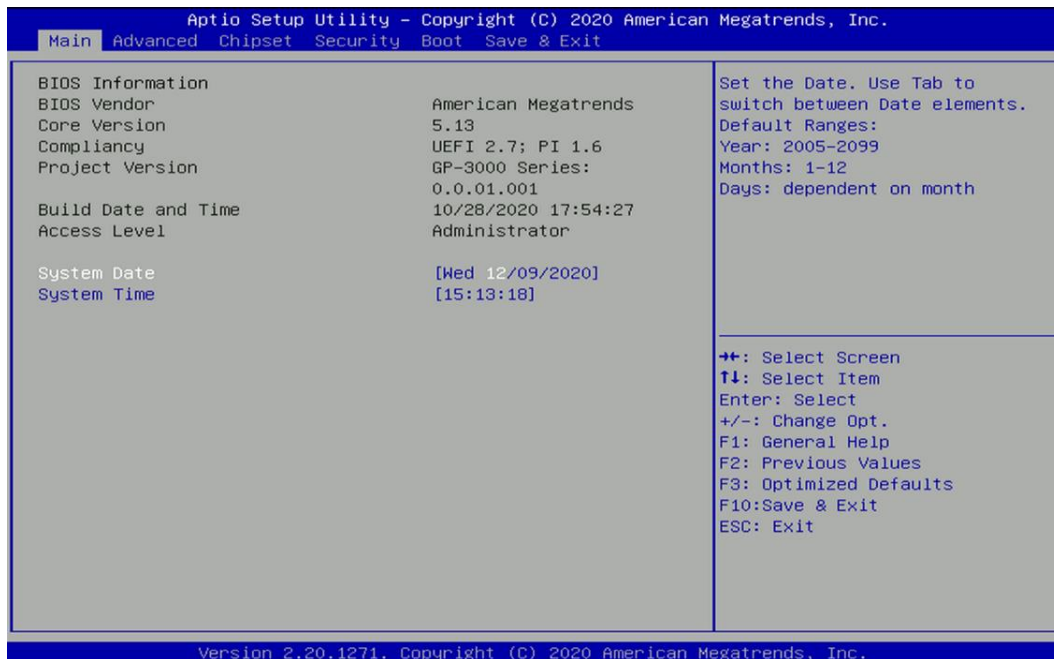 Aptio Setup Utility – Copyright (C) 2020 American Megatrends, Inc.
Main Advanced Chipset Security Boot Save & Exit
BIOS Information
BIOS Vendor American Megatrends
Core Version 5.13
Compliancy UEFI 2.7; PI 1.6
Project Version GP-3000 Series:
0.0.01.001
Build Date and Time 10/28/2020 17:54:27
Access Level Administrator
System Date [Wed 12/09/2020]
System Time [15:13:18]
Set the Date. Use Tab to
switch between Date elements.
Default Ranges:
Year: 2005-2099
Months: 1-12
Days: dependent on month
→←: Select Screen
↑↓: Select Item
Enter: Select
+/-: Change Opt.
F1: General Help
F2: Previous Values
F3: Optimized Defaults
F10:Save & Exit
ESC: Exit
Version 2.20.1271. Copyright (C) 2020 American Megatrends, Inc.